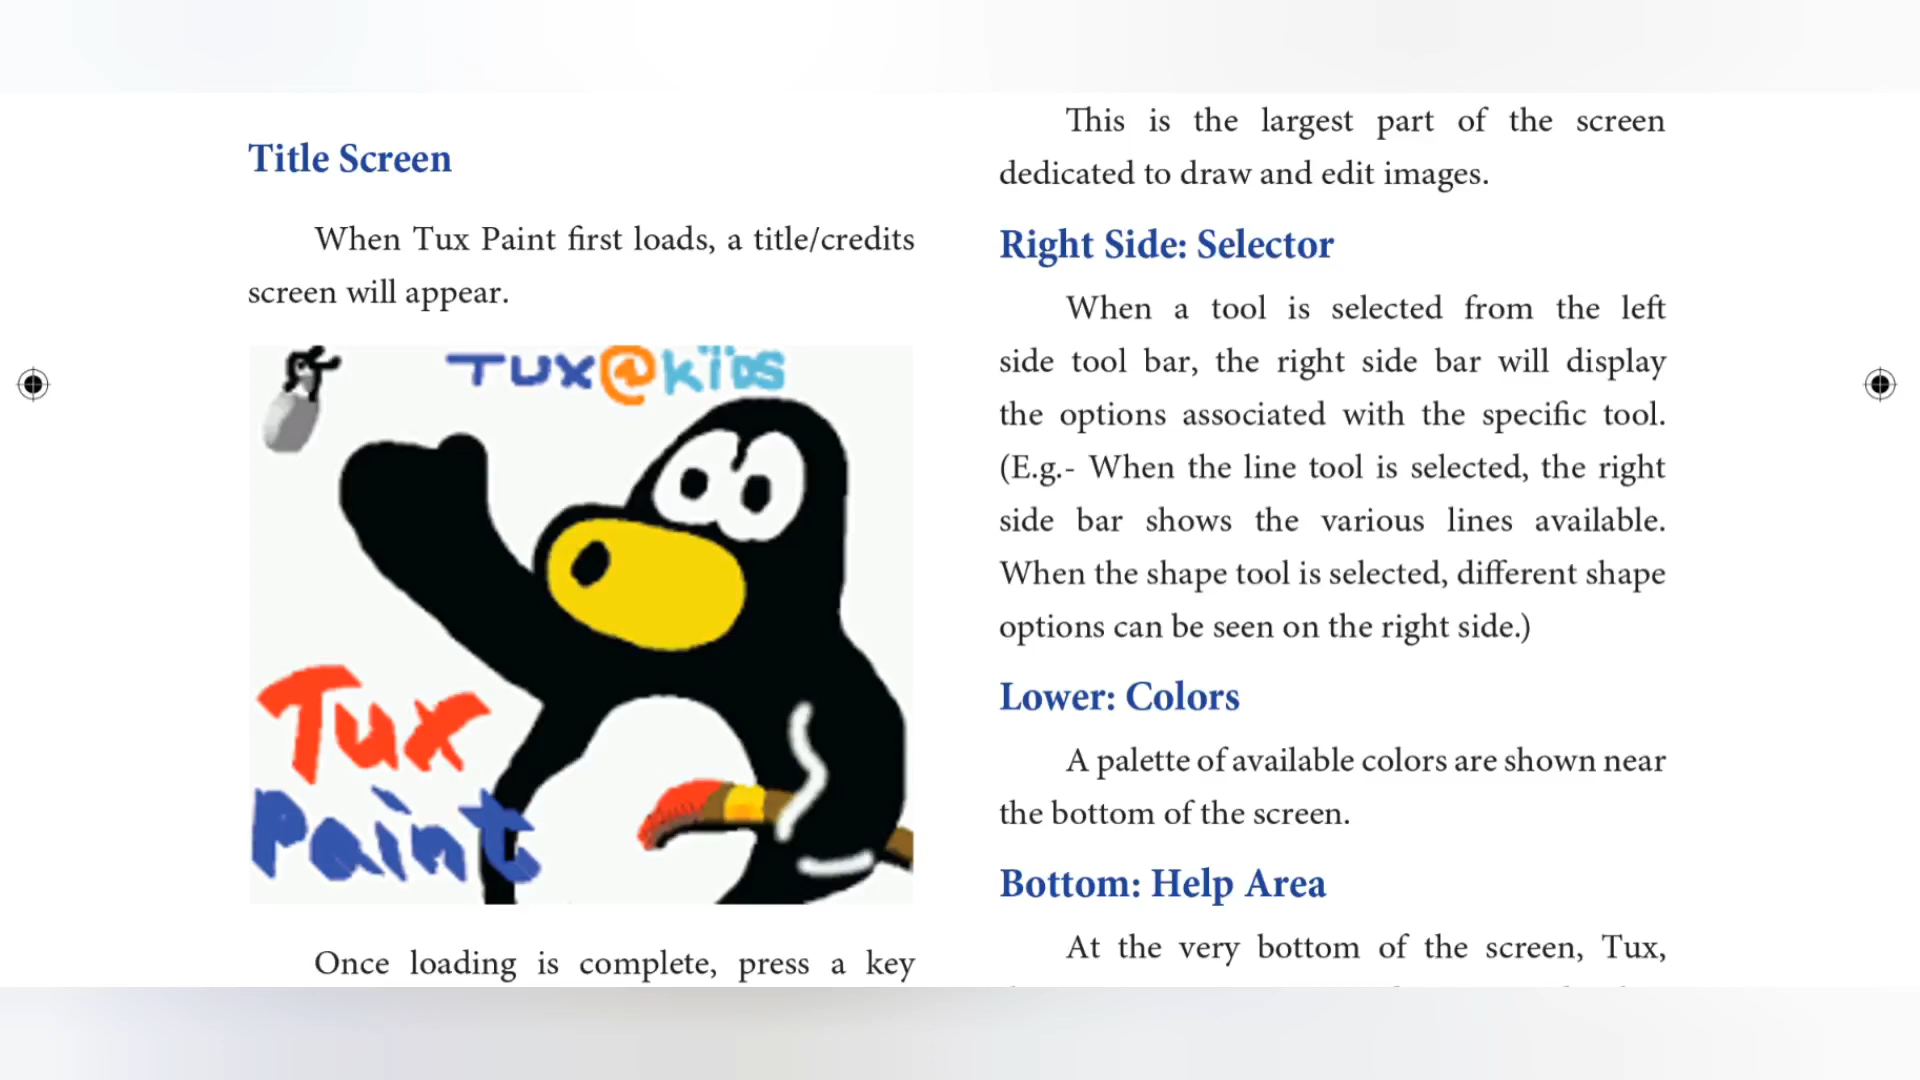 Title Screen
When Tux Paint first loads, a title/credits
screen will appear.
TUX@kids
Tux
Paint
Once loading is complete, press a key
This is the largest part of the screen
dedicated to draw and edit images.
Right Side: Selector
When a tool is selected from the left
side tool bar, the right side bar will display
the options associated with the specific tool.
(E.g.- When the line tool is selected, the right
side bar shows the various lines available.
When the shape tool is selected, different shape
options can be seen on the right side.)
Lower: Colors
A palette of available colors are shown near
the bottom of the screen.
Bottom: Help Area
At the very bottom of the screen, Tux,